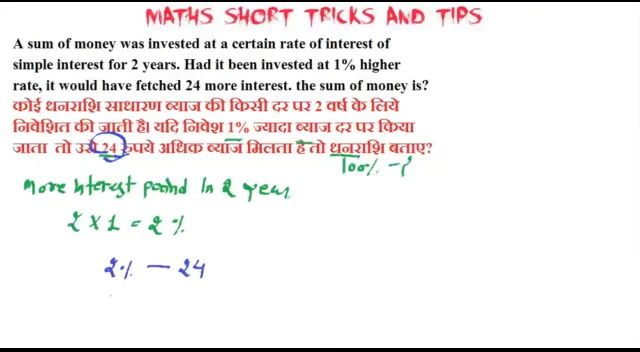 MATHS SHORT TRICKS AND TIPS
A sum of money was invested at a certain rate of interest of
simple interest for 2 years. Had it been invested at 1% higher
rate, it would have fetched 24 more interest. the sum of money is?
कोई धनराशि साधारण ब्याज की किसी दर पर 2 वर्ष के लिये
निवेशित की जाती है। यदि निवेश 1% ज्यादा ब्याज दर पर किया
जाता तो उसे 24 रुपये अधिक ब्याज मिलता है तो धनराशि बताए?
100% - ?
More interest In 2 years
2 × 1 = 2 %
2% — 24